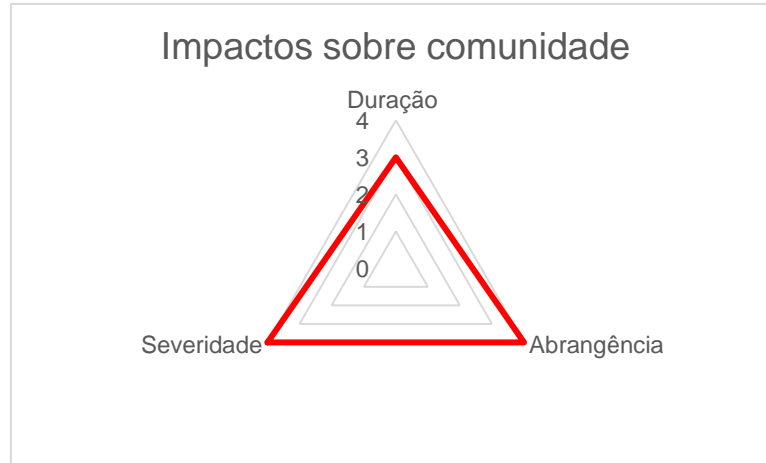 Impactos sobre comunidade
Duração
4
3
2
1
0
Severidade
Abrangência